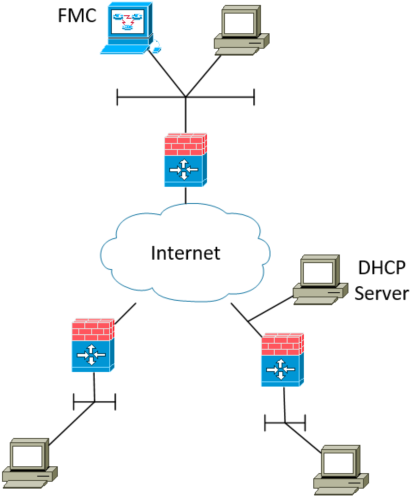 FMC
Internet
DHCP
Server